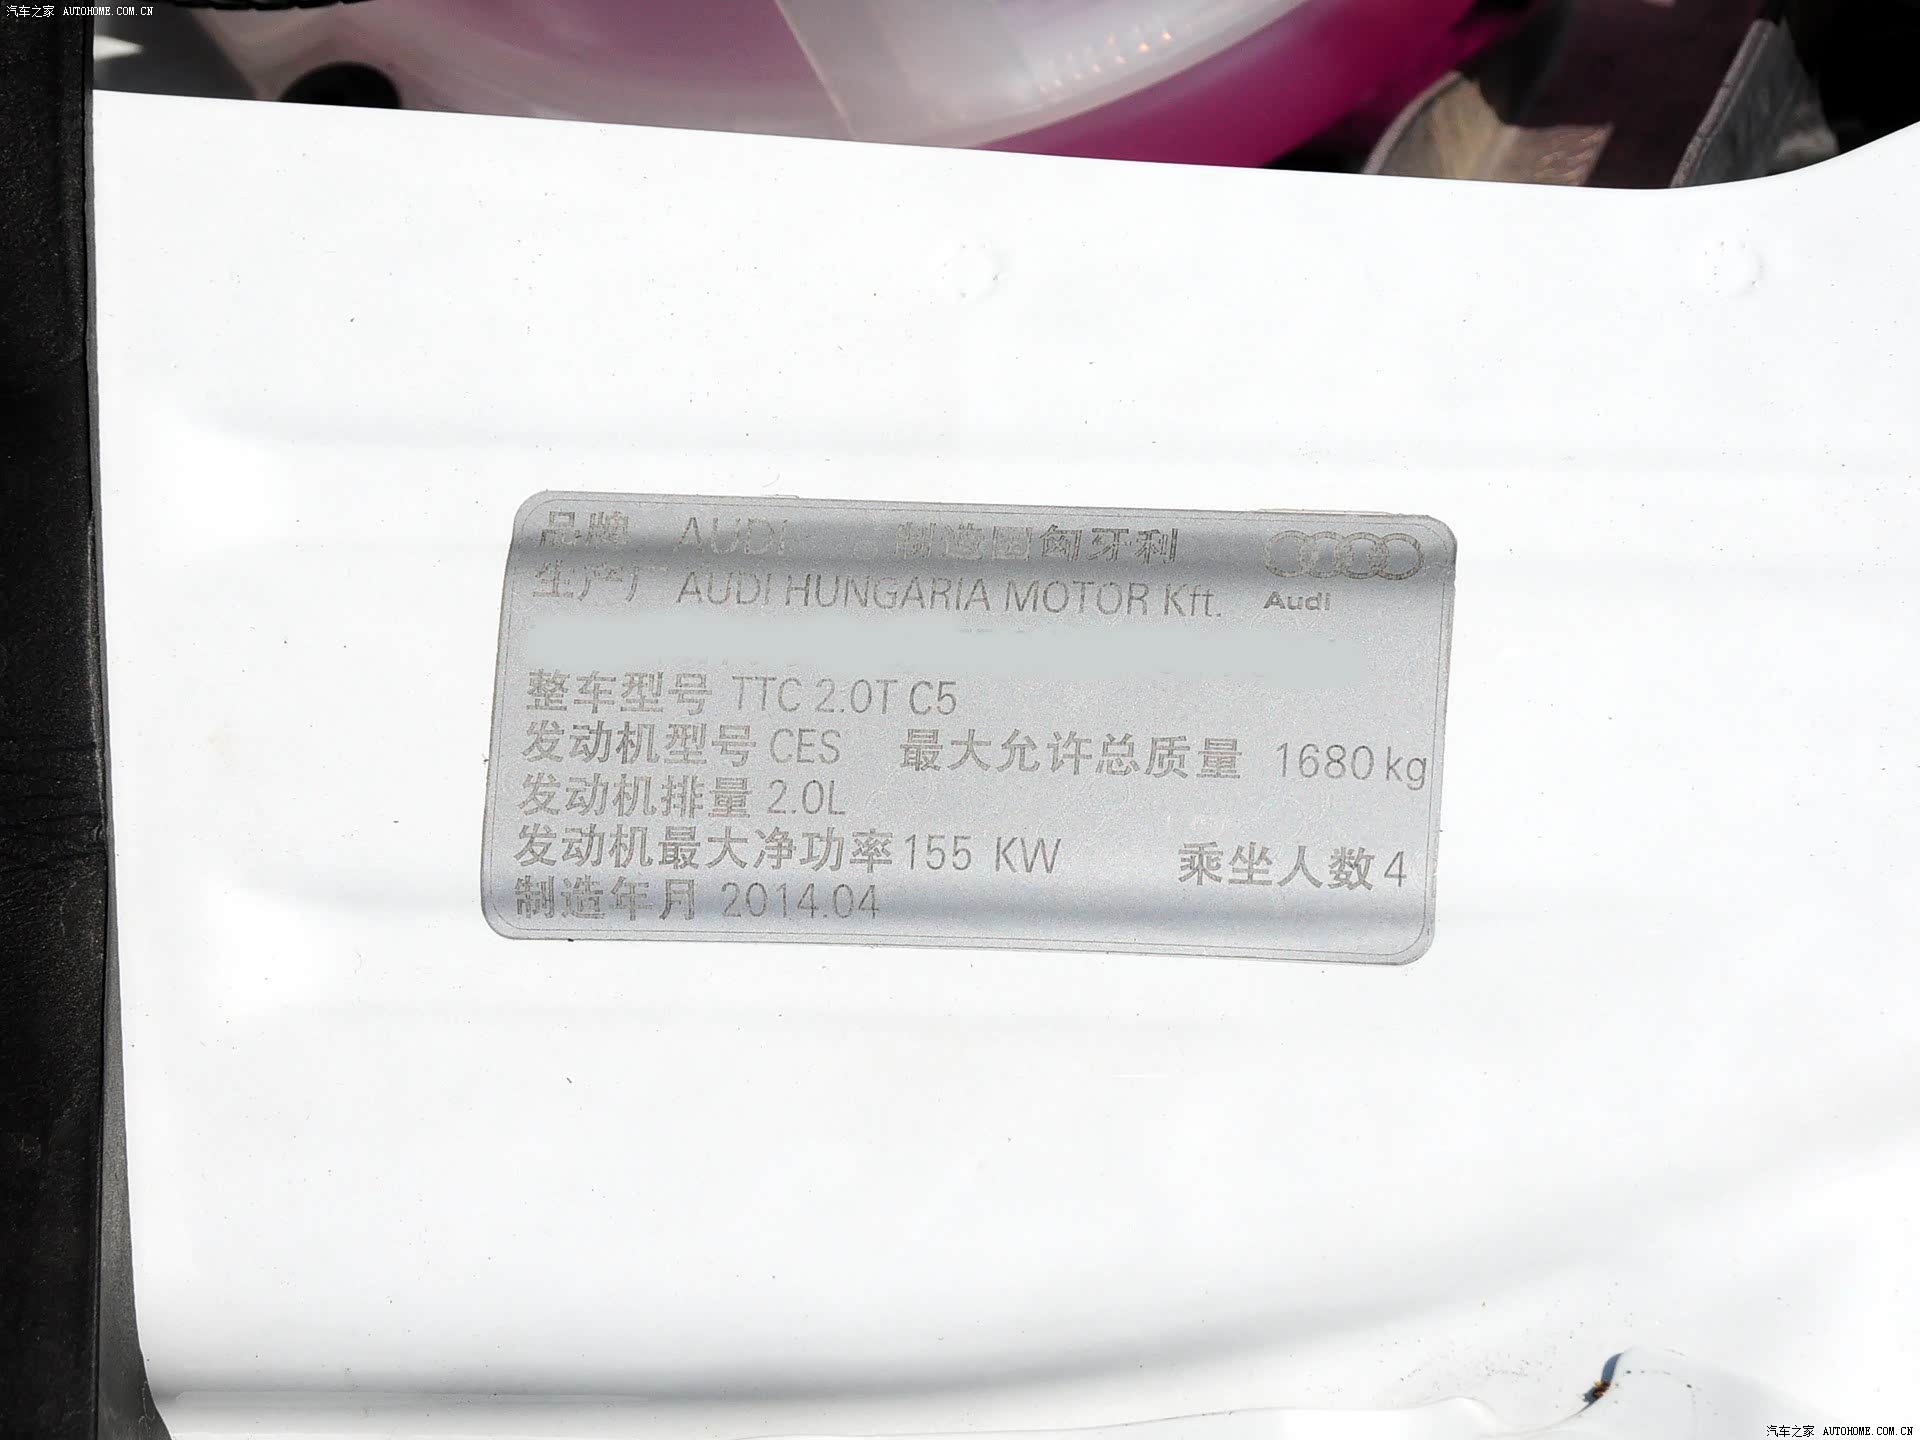 汽车之家 AUTOHOME.COM.CN
品牌 AUDI 制造国匈牙利
生产厂 AUDI HUNGARIA MOTOR Kft. Audi
整车型号 TTC 2.0T C5
发动机型号 CES 最大允许总质量 1680 kg
发动机排量 2.0L
发动机最大净功率 155 KW 乘坐人数 4
制造年月 2014.04
汽车之家 AUTOHOME.COM.CN